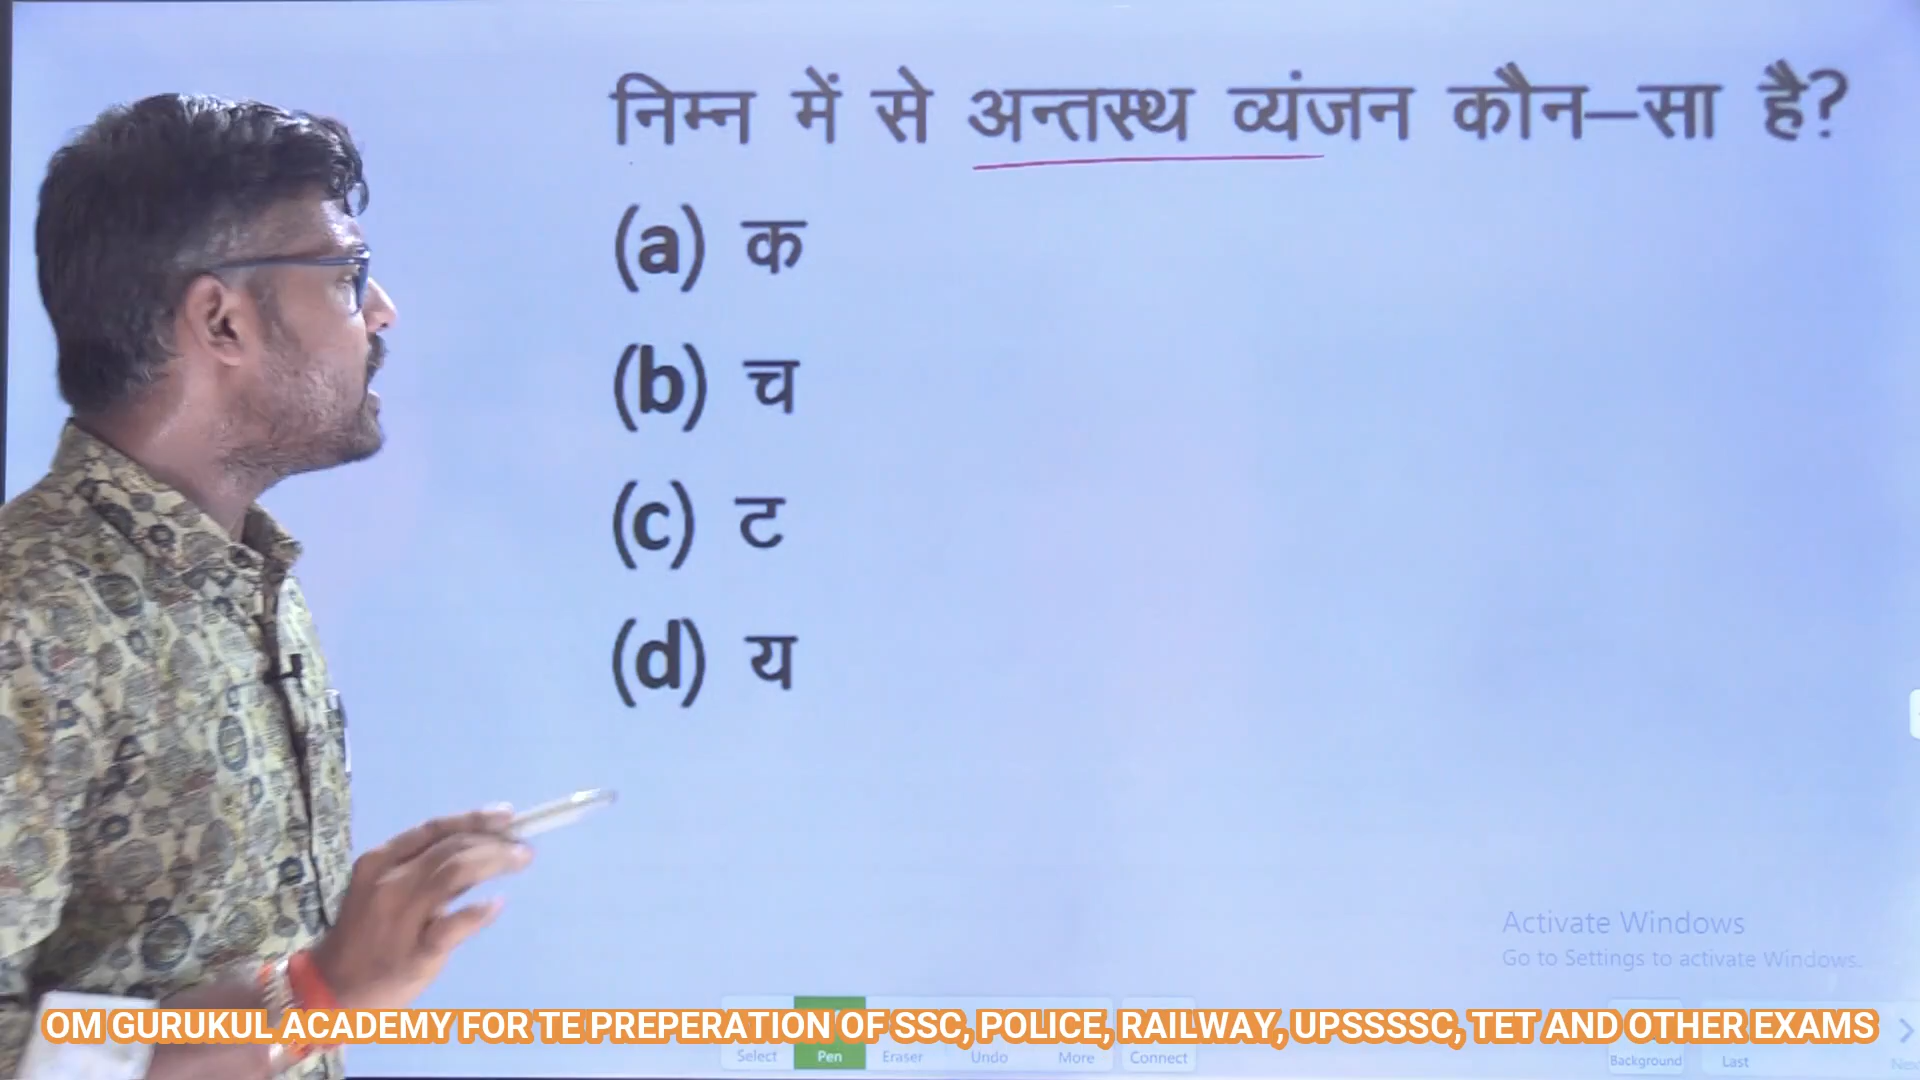 निम्न में से अन्तस्थ व्यंजन कौन–सा है?
(a) क
(b) च
(c) ट
(d) य
Activate Windows
Go to Settings to activate Windows.
OM GURUKUL ACADEMY FOR TE PREPERATION OF SSC, POLICE, RAILWAY, UPSSSSC, TET AND OTHER EXAMS
Select Pen Eraser Undo More Connect Background Last